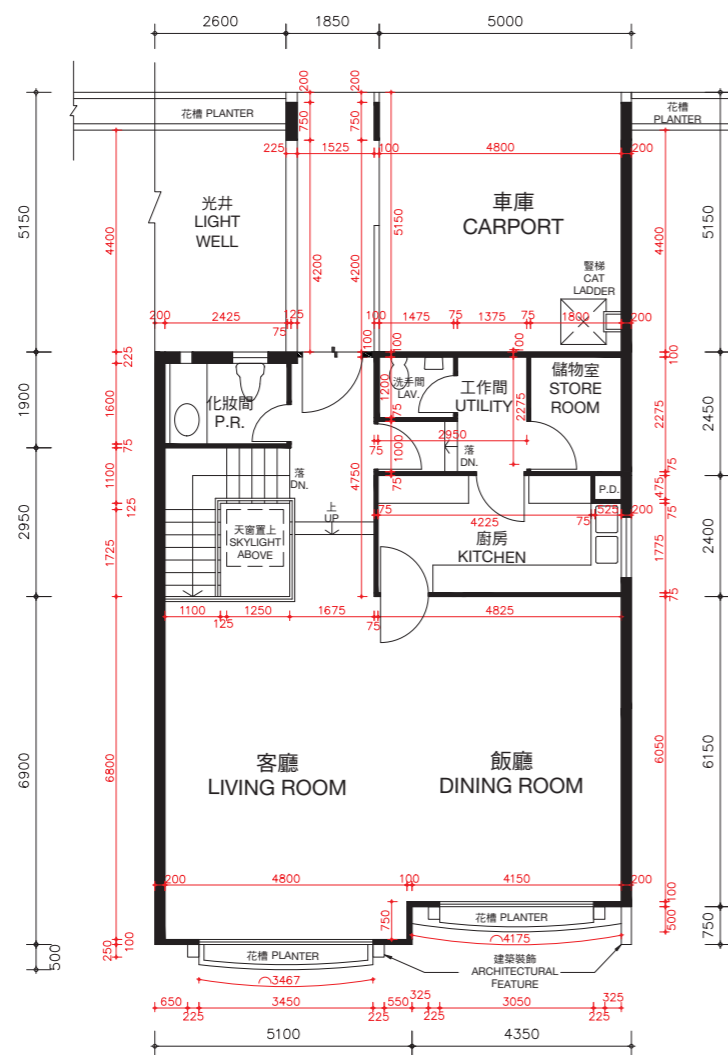 2600 1850 5000
200 200
花槽 PLANTER
花槽
PLANTER
750 750
225 1525 100 4800 200
5150
4400
光井
LIGHT
WELL
4200 4200
5150
車庫
CARPORT
豎梯
CAT
LADDER
4400
5150
200 2425 125
75
100 1475 75 1375 75 1800 200
225
100 100 100
100
1900
1600
化妝間
P.R.
1200
洗手間
LAV.
工作間
UTILITY
2275
儲物室
STORE
ROOM
2275
2450
75
75
2950
75
1000
75
落
DN.
落
DN.
75
1100
4750
475
P.D.
125
上
UP
75
4225
75
525
200
75
2950
1725
天窗置上
SKYLIGHT
ABOVE
廚房
KITCHEN
1775
2400
75
1100 1250 1675 4825
125
75
6900
6800
客廳
LIVING ROOM
飯廳
DINING ROOM
6050
6150
200 4800 100 4150 200
100
750
花槽 PLANTER
4175
500
750
100
250
500
花槽 PLANTER
3467
建築裝飾
ARCHITECTURAL
FEATURE
650 3450 550 325 3050 325
225 225 225 225
5100 4350